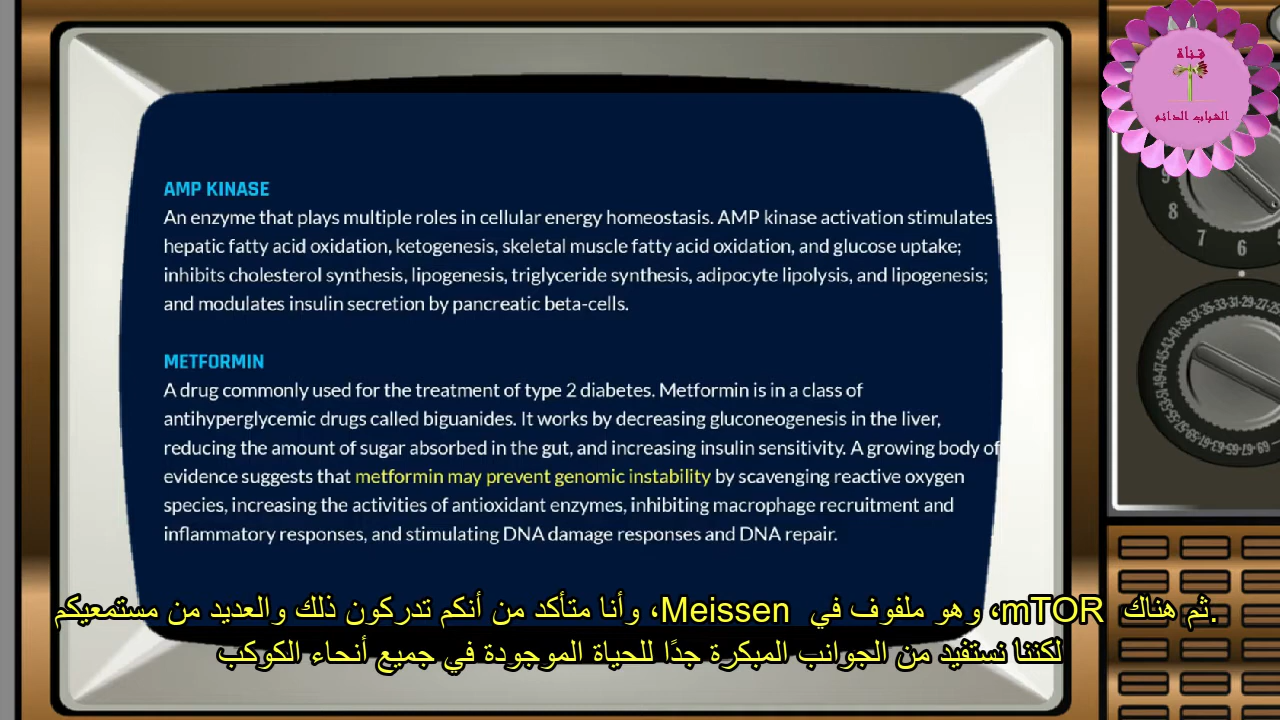 قناة
الشباب الدائم
AMP KINASE
An enzyme that plays multiple roles in cellular energy homeostasis. AMP kinase activation stimulates
hepatic fatty acid oxidation, ketogenesis, skeletal muscle fatty acid oxidation, and glucose uptake;
inhibits cholesterol synthesis, lipogenesis, triglyceride synthesis, adipocyte lipolysis, and lipogenesis;
and modulates insulin secretion by pancreatic beta-cells.
METFORMIN
A drug commonly used for the treatment of type 2 diabetes. Metformin is in a class of
antihyperglycemic drugs called biguanides. It works by decreasing gluconeogenesis in the liver,
reducing the amount of sugar absorbed in the gut, and increasing insulin sensitivity. A growing body of
evidence suggests that metformin may prevent genomic instability by scavenging reactive oxygen
species, increasing the activities of antioxidant enzymes, inhibiting macrophage recruitment and
inflammatory responses, and stimulating DNA damage responses and DNA repair.
8
7
6
ثم هناك mTOR، وهو ملفوف في Meissen، وأنا متأكد من أنكم تدركون ذلك والعديد من مستمعيكم.
لكننا نستفيد من الجوانب المبكرة جدًا للحياة الموجودة في جميع أنحاء الكوكب